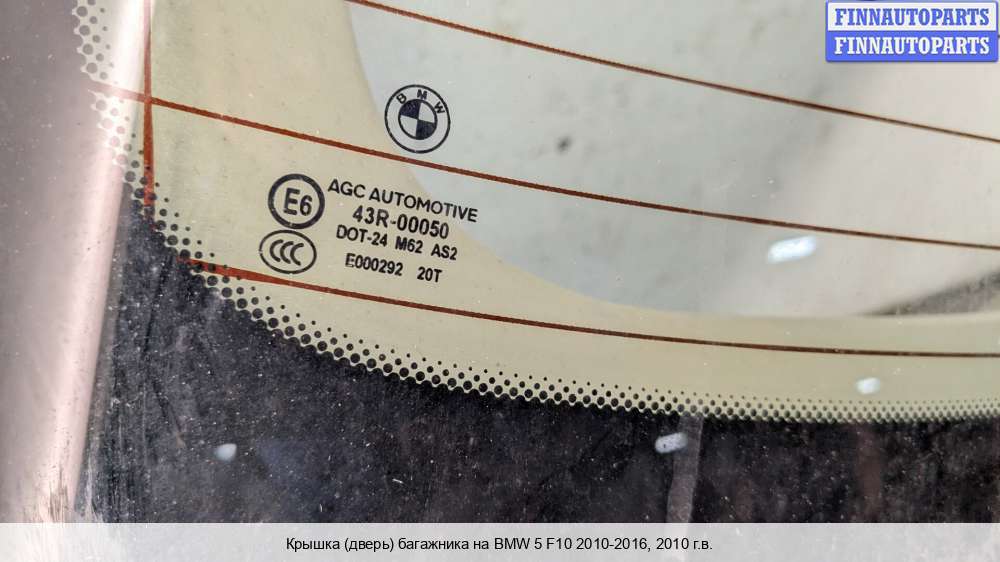 FINNAUTOPARTS
FINNAUTOPARTS
BMW
AGC AUTOMOTIVE
E6
43R-00050
DOT-24 M62 AS2
CCC
E000292 20T
Крышка (дверь) багажника на BMW 5 F10 2010-2016, 2010 г.в.